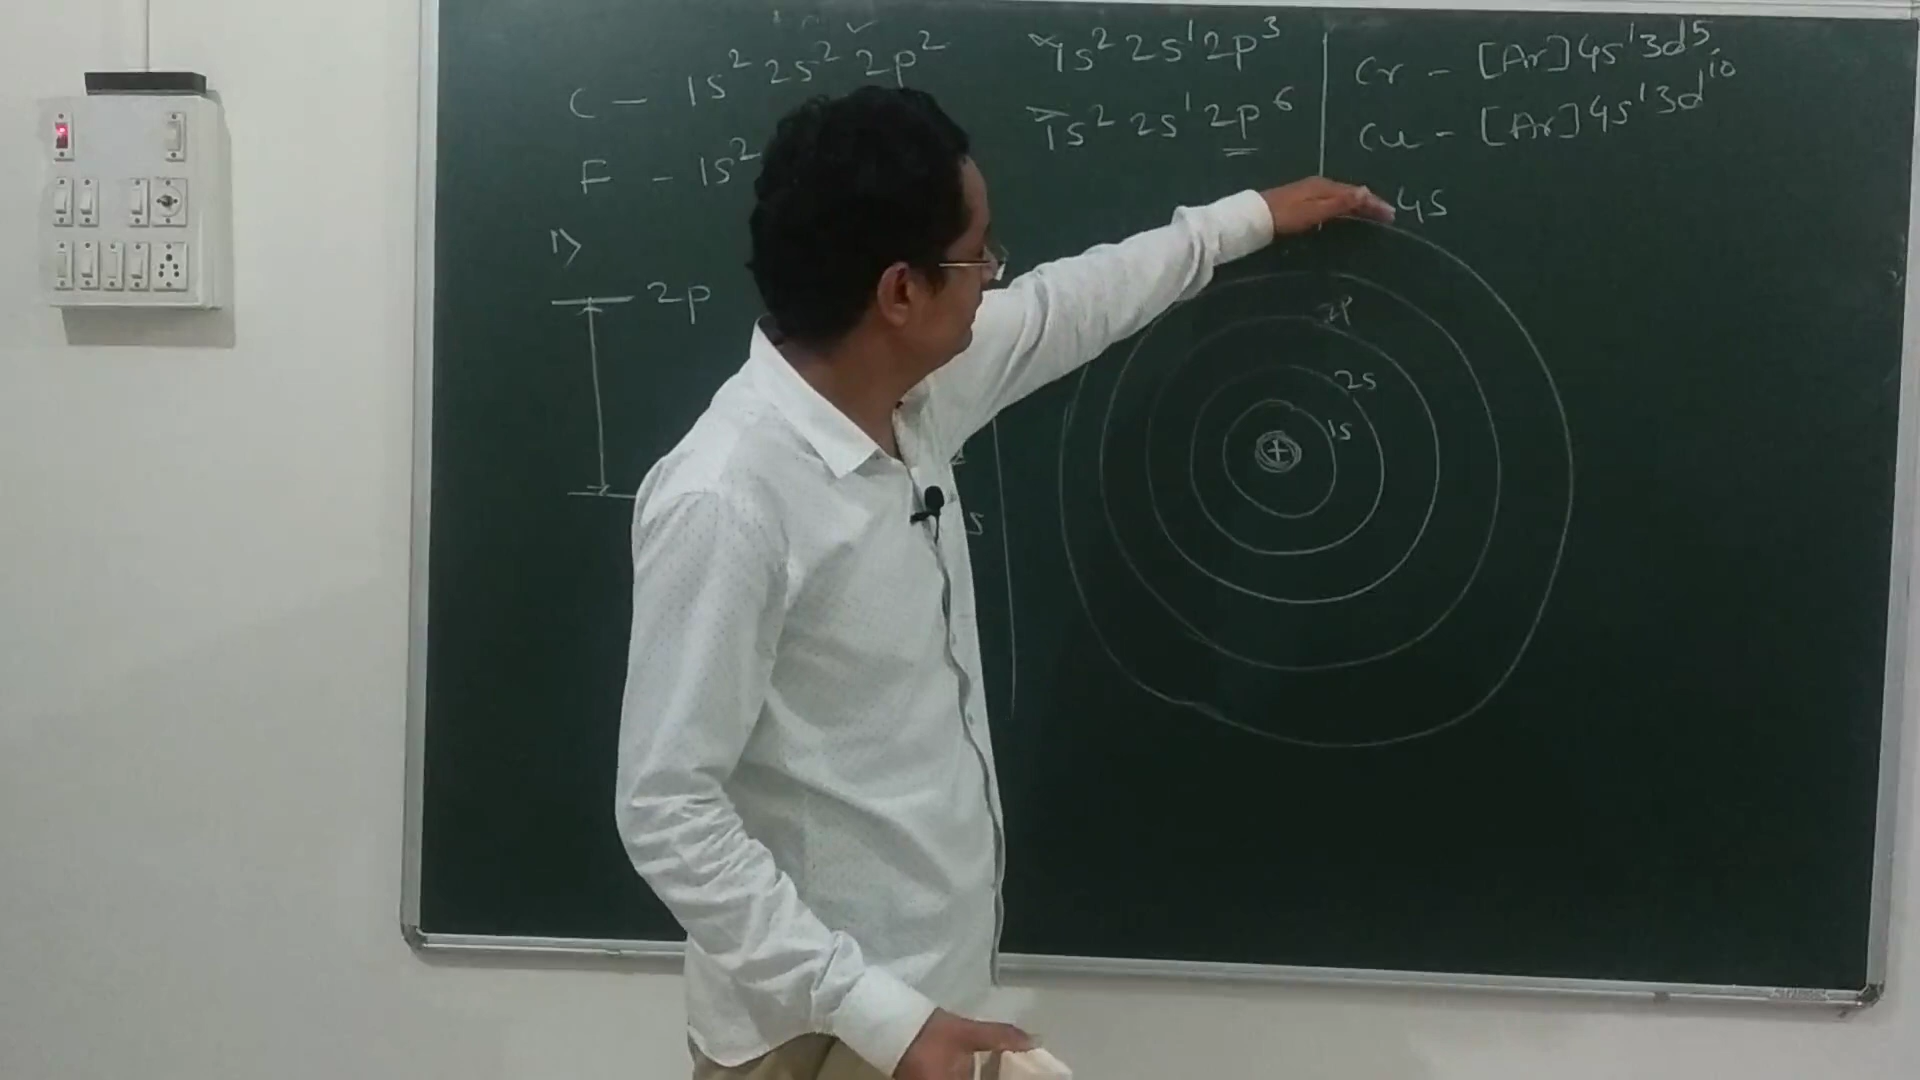 C – 1s² 2s² 2p²
1s² 2s¹ 2p³
Cr – [Ar] 4s¹ 3d⁵
F – 1s²
1s² 2s¹ 2p⁶
Cu – [Ar] 4s¹ 3d¹⁰
4s
1)
2p
2p
2s
1s
+
s